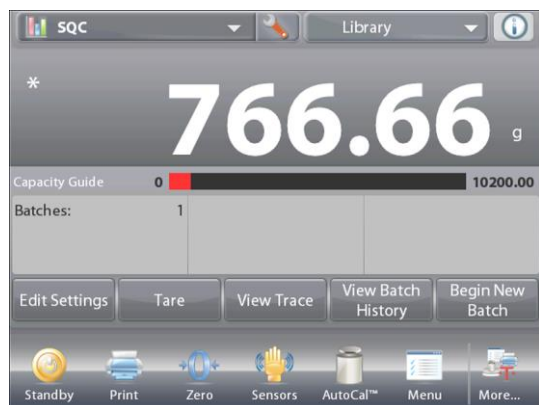 SQC Library
*
766.66 g
Capacity Guide 0 10200.00
Batches: 1
Edit Settings Tare View Trace View Batch History Begin New Batch
Standby Print Zero Sensors AutoCal™ Menu More...